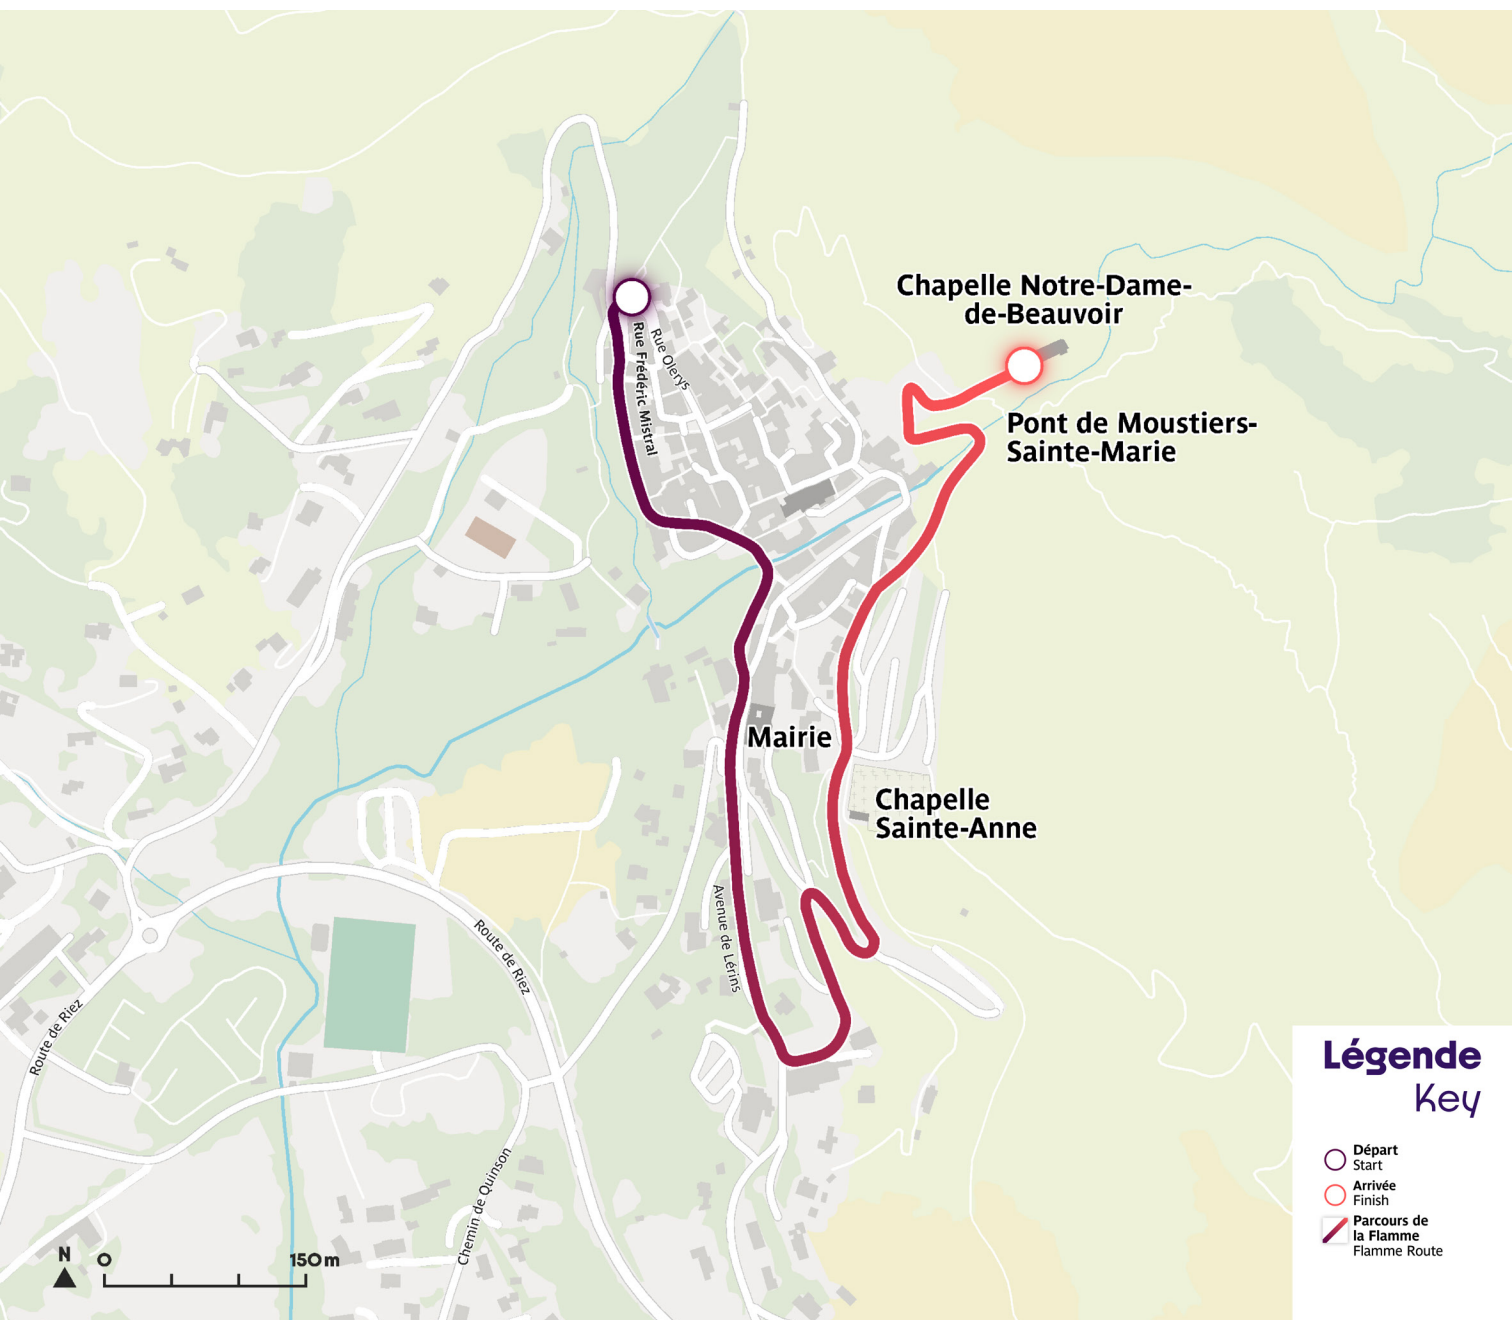 Chapelle Notre-Dame-
de-Beauvoir
Rue Frédéric Mistral
Rue Olerys
Pont de Moustiers-
Sainte-Marie
Mairie
Chapelle
Sainte-Anne
Avenue de Lérins
Route de Riez
Route de Riez
Chemin de Quinson
N
0
150m
Légende
Key
Départ
Start
Arrivée
Finish
Parcours de
la Flamme
Flamme Route